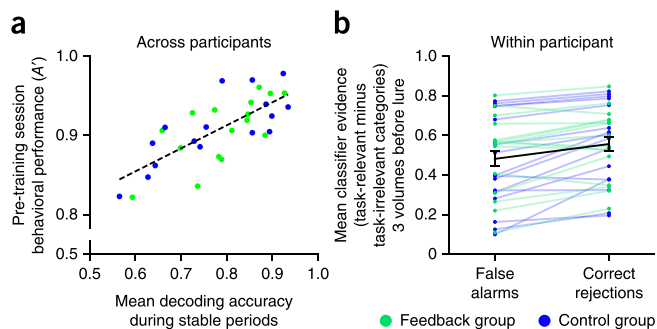 a
Across participants
Pre-training session
behavioral performance (A′)
1.0
0.9
0.8
0.5
0.5
0.6
0.7
0.8
0.9
1.0
Mean decoding accuracy
during stable periods
b
Within participant
Mean classifier evidence
(task-relevant minus
task-irrelevant categories)
3 volumes before lure
1.0
0.8
0.6
0.4
0.2
0
False
alarms
Correct
rejections
Feedback group
Control group